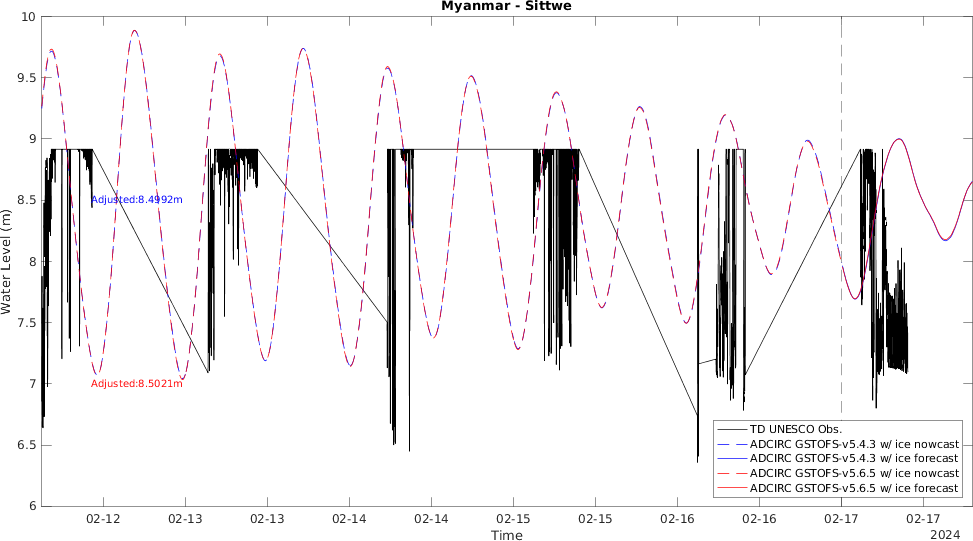 Myanmar - Sittwe
10
9.5
9
8.5
8
7.5
7
6.5
6
Water Level (m)
Adjusted:8.4992m
Adjusted:8.5021m
TD UNESCO Obs.
ADCIRC GSTOFS-v5.4.3 w/ ice nowcast
ADCIRC GSTOFS-v5.4.3 w/ ice forecast
ADCIRC GSTOFS-v5.6.5 w/ ice nowcast
ADCIRC GSTOFS-v5.6.5 w/ ice forecast
02-12 02-13 02-13 02-14 02-14 02-15 02-15 02-16 02-16 02-17 02-17
Time
2024